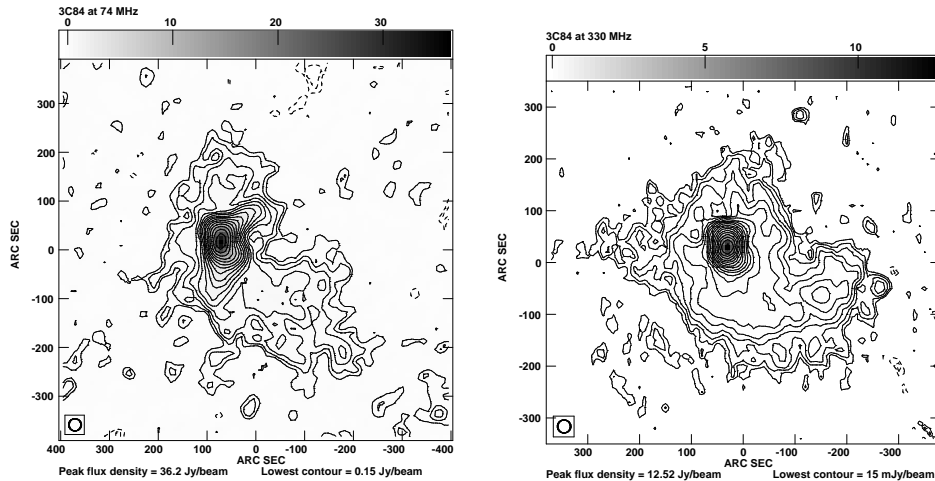 3C84 at 74 MHz
0 15 30
300
200
100
0
-100
-200
-300
ARC SEC
400 300 200 100 0 -100 -200 -300 -400
ARC SEC
Peak flux density = 36.2 Jy/beam Lowest contour = 0.15 Jy/beam
3C84 at 330 MHz
0 5 10
300
200
100
0
-100
-200
-300
ARC SEC
300 200 100 0 -100 -200 -300
ARC SEC
Peak flux density = 12.52 Jy/beam Lowest contour = 15 mJy/beam